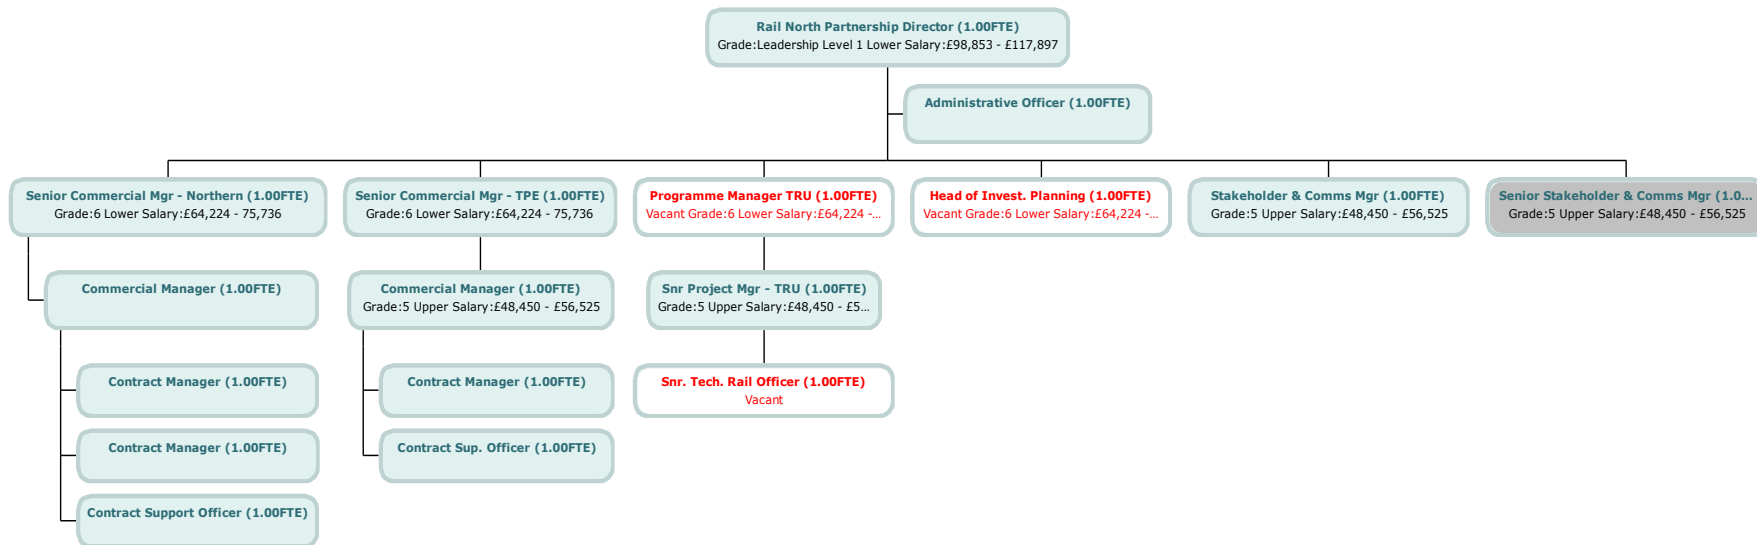 Rail North Partnership Director (1.00FTE)
Grade:Leadership Level 1 Lower Salary:£98,853 - £117,897
Administrative Officer (1.00FTE)
Senior Commercial Mgr - Northern (1.00FTE)
Grade:6 Lower Salary:£64,224 - 75,736
Senior Commercial Mgr - TPE (1.00FTE)
Grade:6 Lower Salary:£64,224 - 75,736
Programme Manager TRU (1.00FTE)
Vacant Grade:6 Lower Salary:£64,224 -...
Head of Invest. Planning (1.00FTE)
Vacant Grade:6 Lower Salary:£64,224 -...
Stakeholder & Comms Mgr (1.00FTE)
Grade:5 Upper Salary:£48,450 - £56,525
Senior Stakeholder & Comms Mgr (1.0...
Grade:5 Upper Salary:£48,450 - £56,525
Commercial Manager (1.00FTE)
Commercial Manager (1.00FTE)
Grade:5 Upper Salary:£48,450 - £56,525
Snr Project Mgr - TRU (1.00FTE)
Grade:5 Upper Salary:£48,450 - £5...
Contract Manager (1.00FTE)
Contract Manager (1.00FTE)
Snr. Tech. Rail Officer (1.00FTE)
Vacant
Contract Manager (1.00FTE)
Contract Sup. Officer (1.00FTE)
Contract Support Officer (1.00FTE)